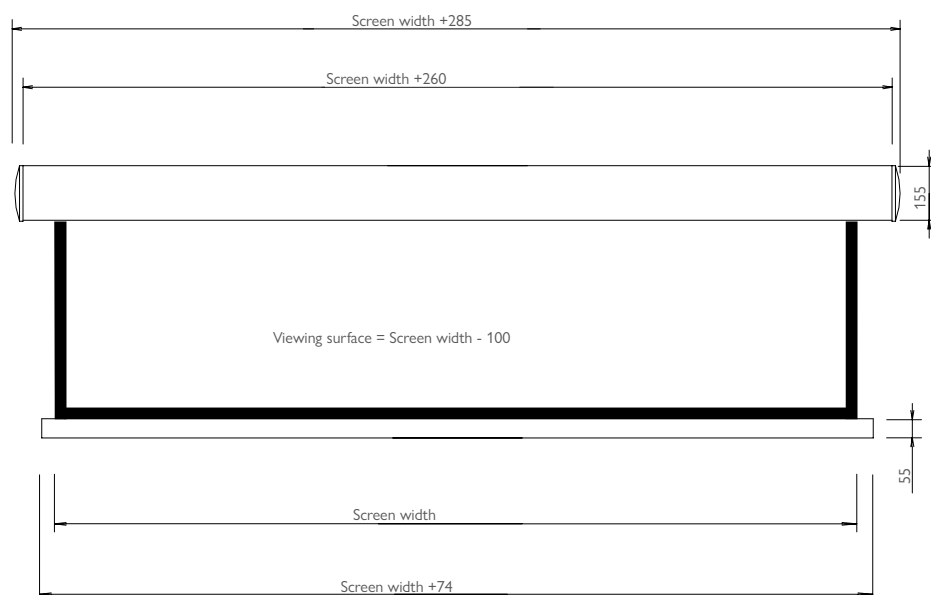 Screen width +285
Screen width +260
155
Viewing surface = Screen width - 100
55
Screen width
Screen width +74